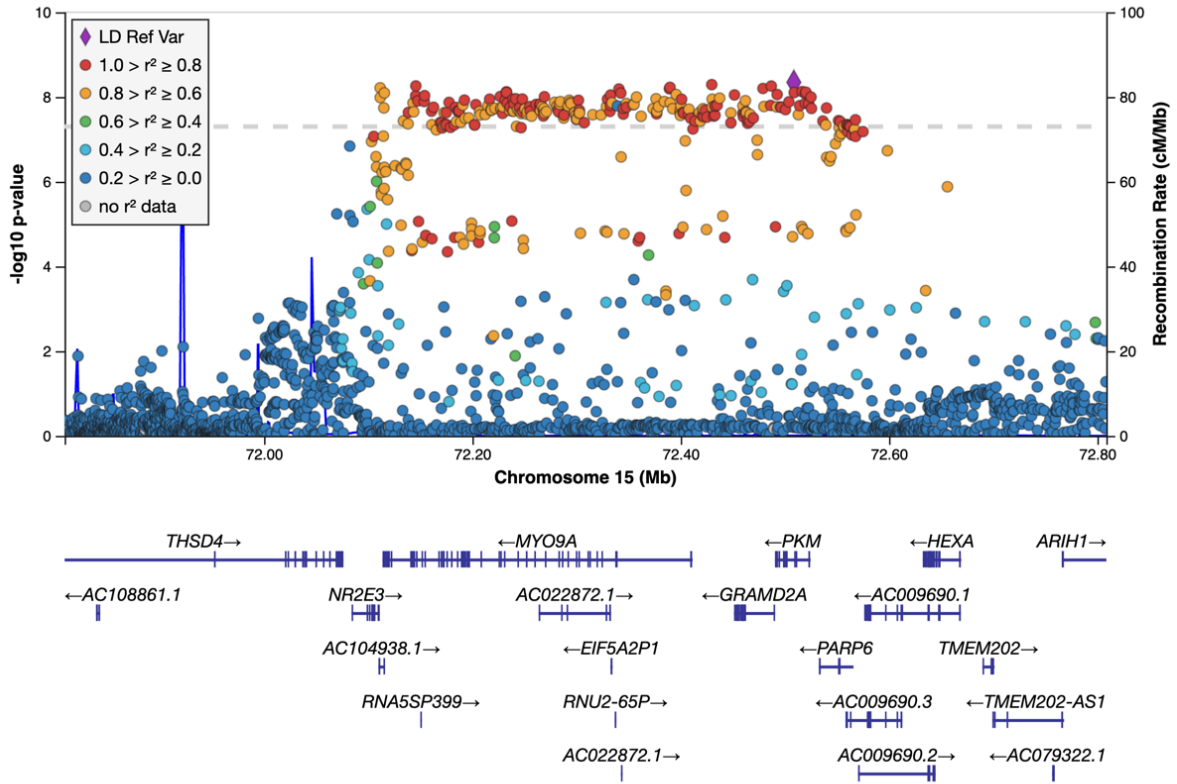 10
8
6
4
2
0
-log10 p-value
100
80
60
40
20
0
Recombination Rate (cM/Mb)
LD Ref Var
1.0 > r² ≥ 0.8
0.8 > r² ≥ 0.6
0.6 > r² ≥ 0.4
0.4 > r² ≥ 0.2
0.2 > r² ≥ 0.0
no r² data
72.00 72.20 72.40 72.60 72.80
Chromosome 15 (Mb)
THSD4→ ←MYO9A ←PKM ←HEXA ARIH1→
←AC108861.1 NR2E3→ AC022872.1→ ←GRAMD2A ←AC009690.1
AC104938.1→ ←EIF5A2P1 ←PARP6 TMEM202→
RNA5SP399→ RNU2-65P→ ←AC009690.3 ←TMEM202-AS1
AC022872.1→ AC009690.2→ ←AC079322.1